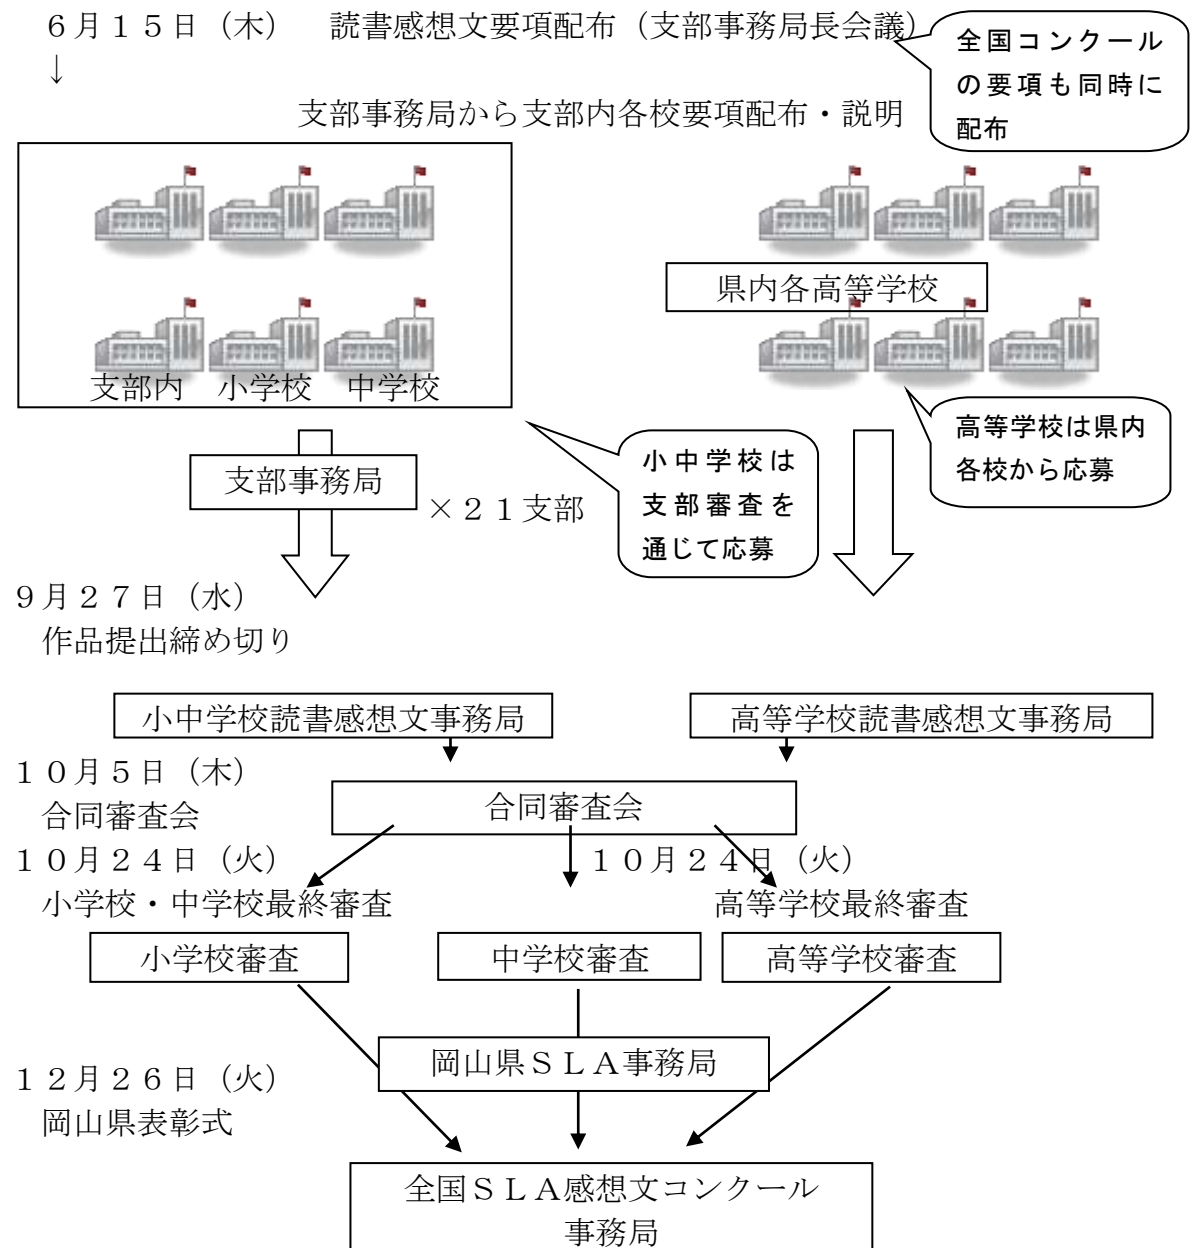 ６月１５日（木）　読書感想文要項配布（支部事務局長会議）
全国コンクール
の要項も同時に
配布
↓
支部事務局から支部内各校要項配布・説明
県内各高等学校
支部内　小学校　中学校
高等学校は県内
各校から応募
小中学校は
支部審査を
通じて応募
支部事務局
×２１支部
９月２７日（水）
作品提出締め切り
小中学校読書感想文事務局
高等学校読書感想文事務局
１０月５日（木）
合同審査会
合同審査会
１０月２４日（火）
１０月２４日（火）
小学校・中学校最終審査
高等学校最終審査
小学校審査
中学校審査
高等学校審査
岡山県ＳＬＡ事務局
１２月２６日（火）
岡山県表彰式
全国ＳＬＡ感想文コンクール
事務局